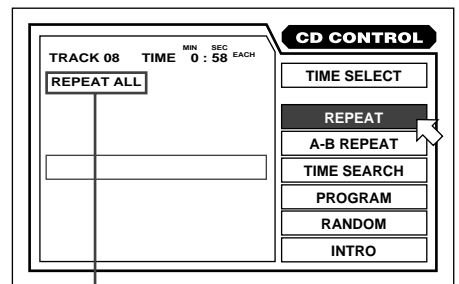 CD CONTROL
MIN SEC
TRACK 08 TIME 0 : 58 EACH
REPEAT ALL
TIME SELECT
REPEAT
A-B REPEAT
TIME SEARCH
PROGRAM
RANDOM
INTRO